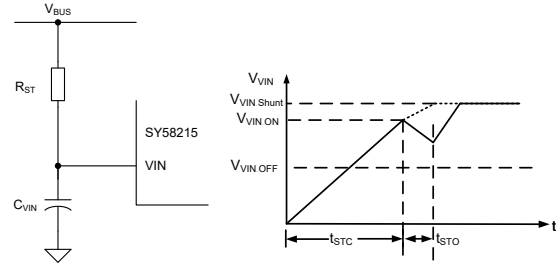 VBUS
RST
SY58215
VIN
CVIN
VVIN
VVIN Shunt
VVIN ON
VVIN OFF
tSTC
tSTO
t